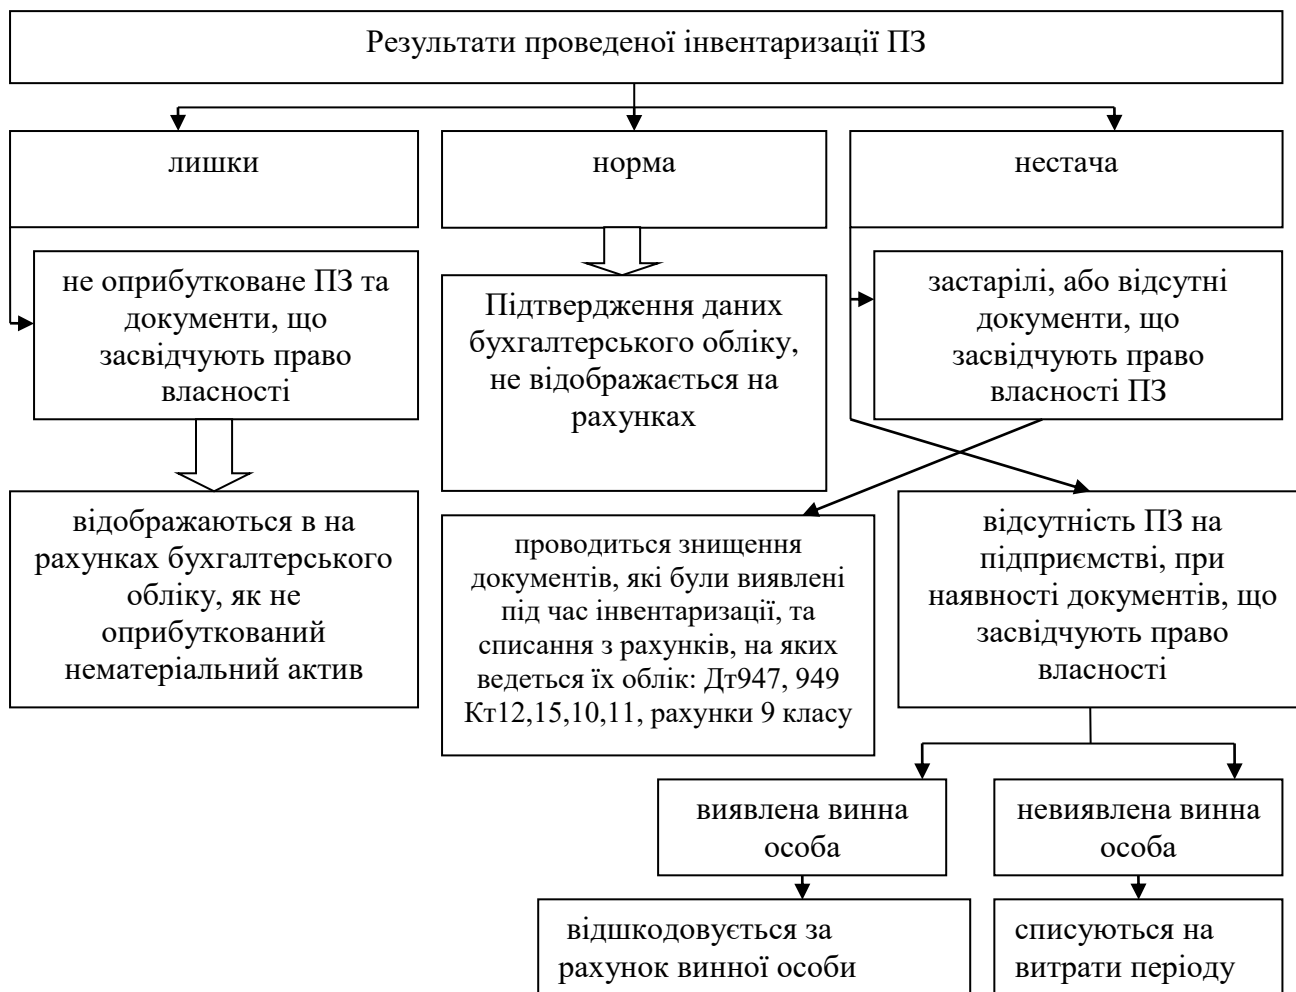 Результати проведеної інвентаризації ПЗ
лишки
норма
нестача
не оприбутковане ПЗ та
документи, що
засвідчують право
власності
Підтвердження даних
бухгалтерського обліку,
не відображається на
рахунках
застарілі, або відсутні
документи, що
засвідчують право
власності ПЗ
відображаються в на
рахунках бухгалтерського
обліку, як не
оприбуткований
нематеріальний актив
проводиться знищення
документів, які були виявлені
під час інвентаризації, та
списання з рахунків, на яких
ведеться їх облік: Дт947, 949
Кт12,15,10,11, рахунки 9 класу
відсутність ПЗ на
підприємстві, при
наявності документів, що
засвідчують право
власності
виявлена винна
особа
невиявлена винна
особа
відшкодовується за
рахунок винної особи
списуються на
витрати періоду